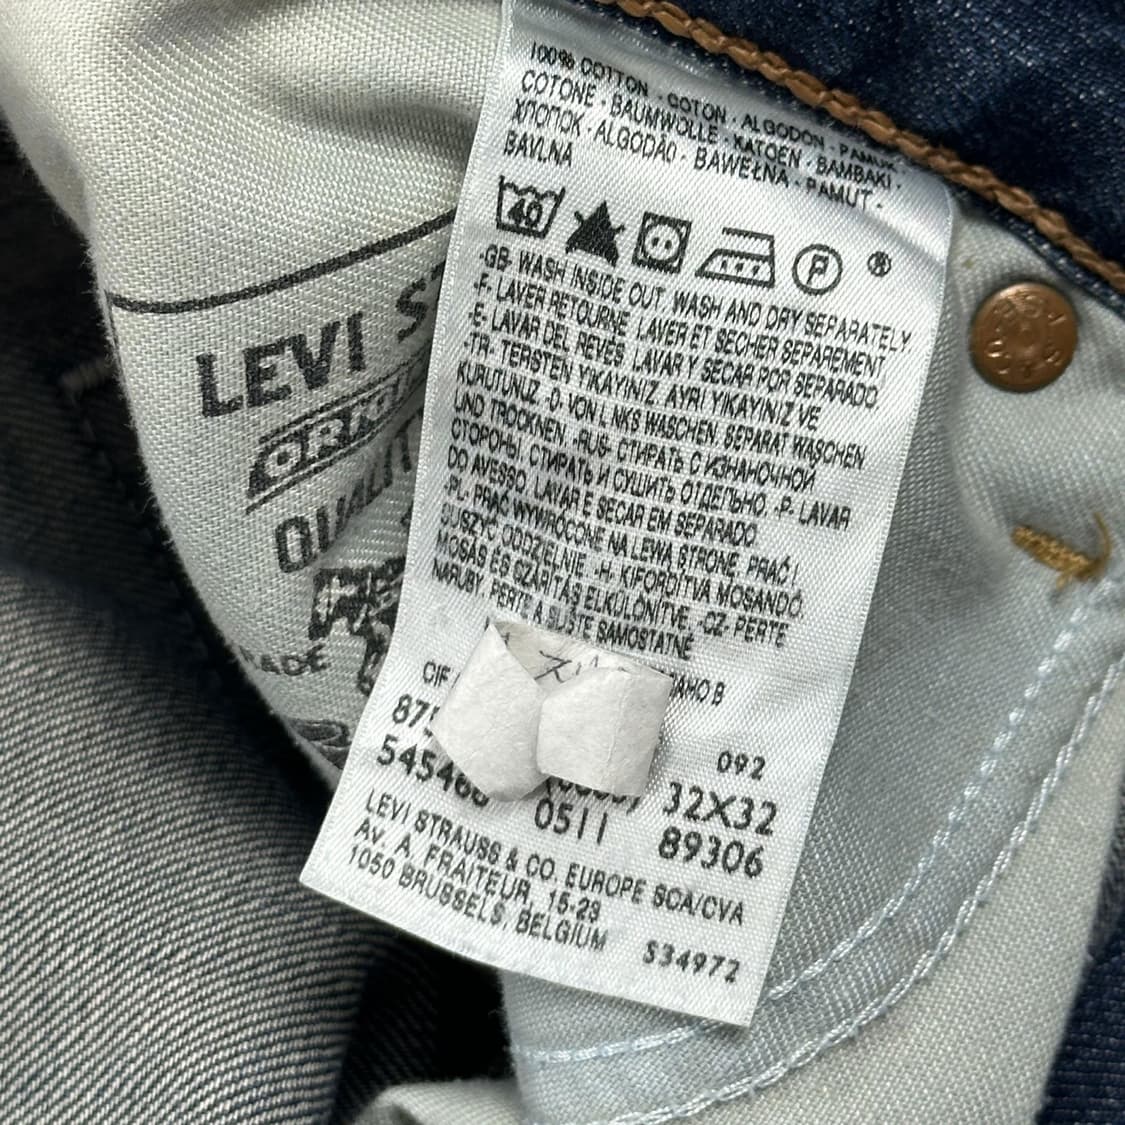 100% COTTON - COTON - ALGODON - PAMUK -
COTONE - BAUMWOLLE - KATOEN - BAMBAKI -
ХЛОПОК - ALGODÃO - BAWEŁNA - PAMUT -
BAVLNA
40
P
®
-GB- WASH INSIDE OUT. WASH AND DRY SEPARATELY.
-F- LAVER RETOURNE. LAVER ET SECHER SEPAREMENT
-E- LAVAR DEL REVÉS. LAVAR Y SECAR POR SEPARADO.
-TR- TERSTEN YIKAYINIZ. AYRI YIKAYINIZ VE
KURUTUNUZ. -D- VON LINKS WASCHEN. SEPARAT WASCHEN
UND TROCKNEN. -RUS- СТИРАТЬ С ИЗНАНОЧНОЙ
СТОРОНЫ, СТИРАТЬ И СУШИТЬ ОТДЕЛЬНО. -P- LAVAR
DO AVESSO. LAVAR E SECAR EM SEPARADO.
-PL- PRAĆ WYWRÓCONE NA LEWĄ STRONĘ. PRAĆ I
SUSZYĆ ODDZIELNIE. -H- KIFORDÍTVA MOSANDÓ.
MOSÁS ÉS SZÁRÍTÁS ELKÜLÖNÍTVE. -CZ- PERTE
NARUBY. PERTE A SUŠTE SAMOSTATNĚ
В
092
32X32
0511
89306
LEVI STRAUSS & CO. EUROPE SCA/CVA
Av. A. FRAITEUR, 15-23
1050 BRUSSELS, BELGIUM
S34972
LEVI